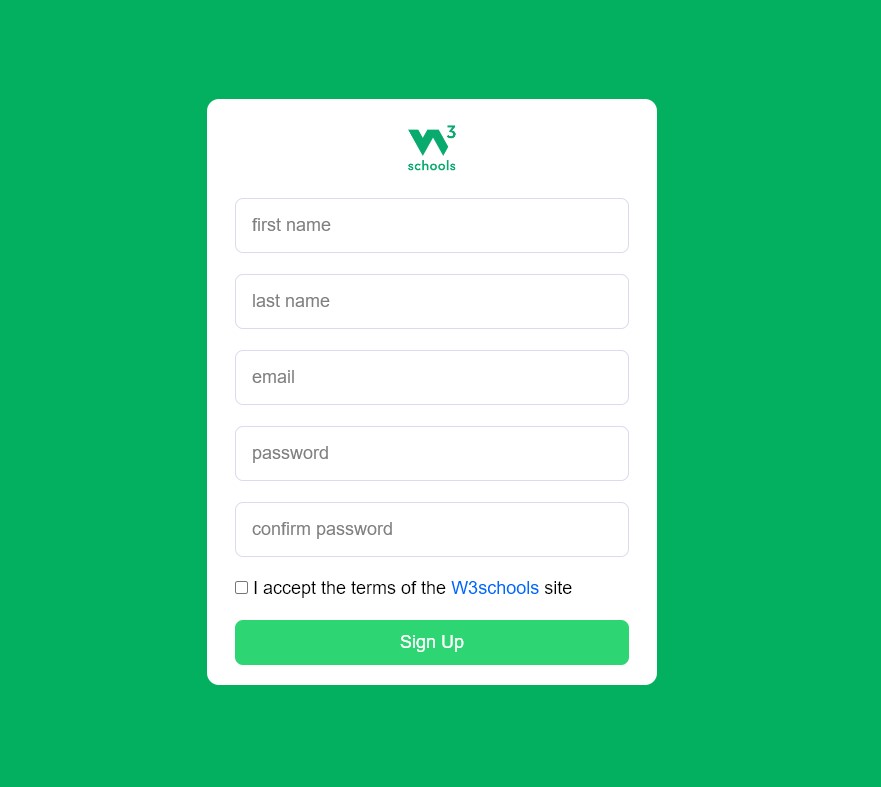 W3
schools
first name
last name
email
password
confirm password
I accept the terms of the W3schools site
Sign Up